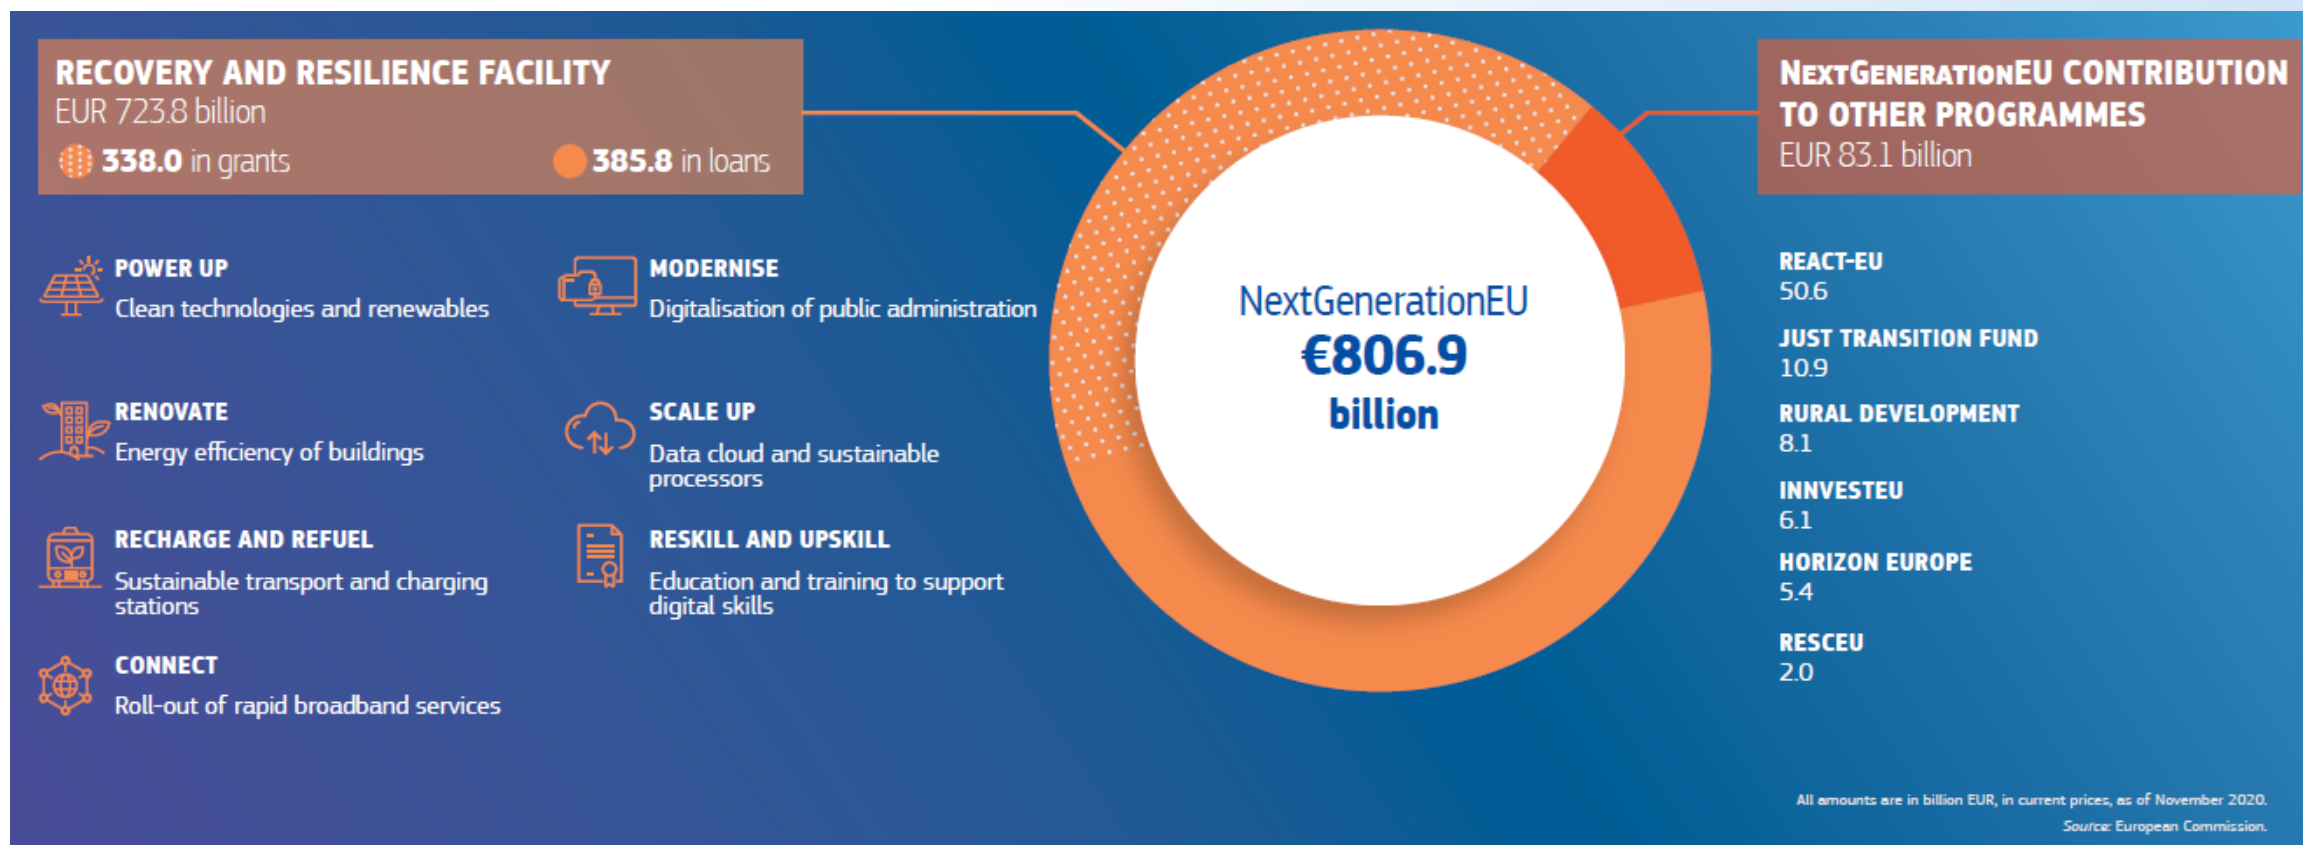 RECOVERY AND RESILIENCE FACILITY
EUR 723.8 billion
338.0 in grants
385.8 in loans
POWER UP
Clean technologies and renewables
RENOVATE
Energy efficiency of buildings
RECHARGE AND REFUEL
Sustainable transport and charging
stations
CONNECT
Roll-out of rapid broadband services
MODERNISE
Digitalisation of public administration
SCALE UP
Data cloud and sustainable
processors
RESKILL AND UPSKILL
Education and training to support
digital skills
NextGenerationEU
€806.9
billion
NEXTGENERATIONEU CONTRIBUTION
TO OTHER PROGRAMMES
EUR 83.1 billion
REACT-EU
50.6
JUST TRANSITION FUND
10.9
RURAL DEVELOPMENT
8.1
INNVESTEU
6.1
HORIZON EUROPE
5.4
RESCEU
2.0
All amounts are in billion EUR, in current prices, as of November 2020.
Source: European Commission.